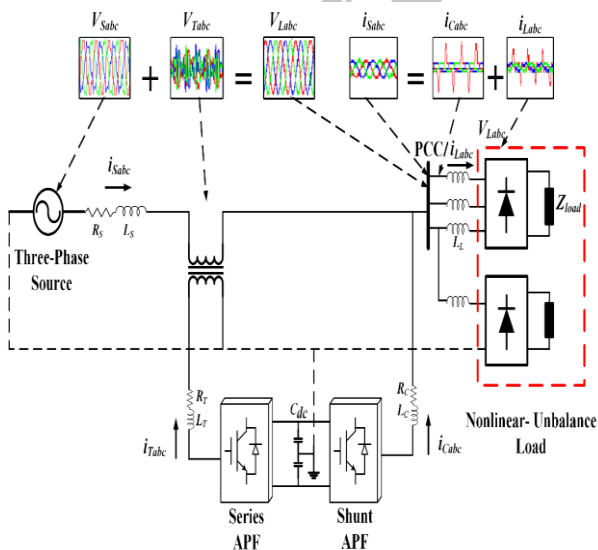 V_Sabc V_Tabc V_Labc i_Sabc i_Cabc i_Labc
+ = = +
V_Labc
PCC/i_Labc
i_Sabc
R_S L_S
L_L
Z_load
Three-Phase
Source
R_T
L_T
i_Tabc
C_dc
R_C
L_C
i_Cabc
Nonlinear- Unbalance
Load
Series
APF
Shunt
APF